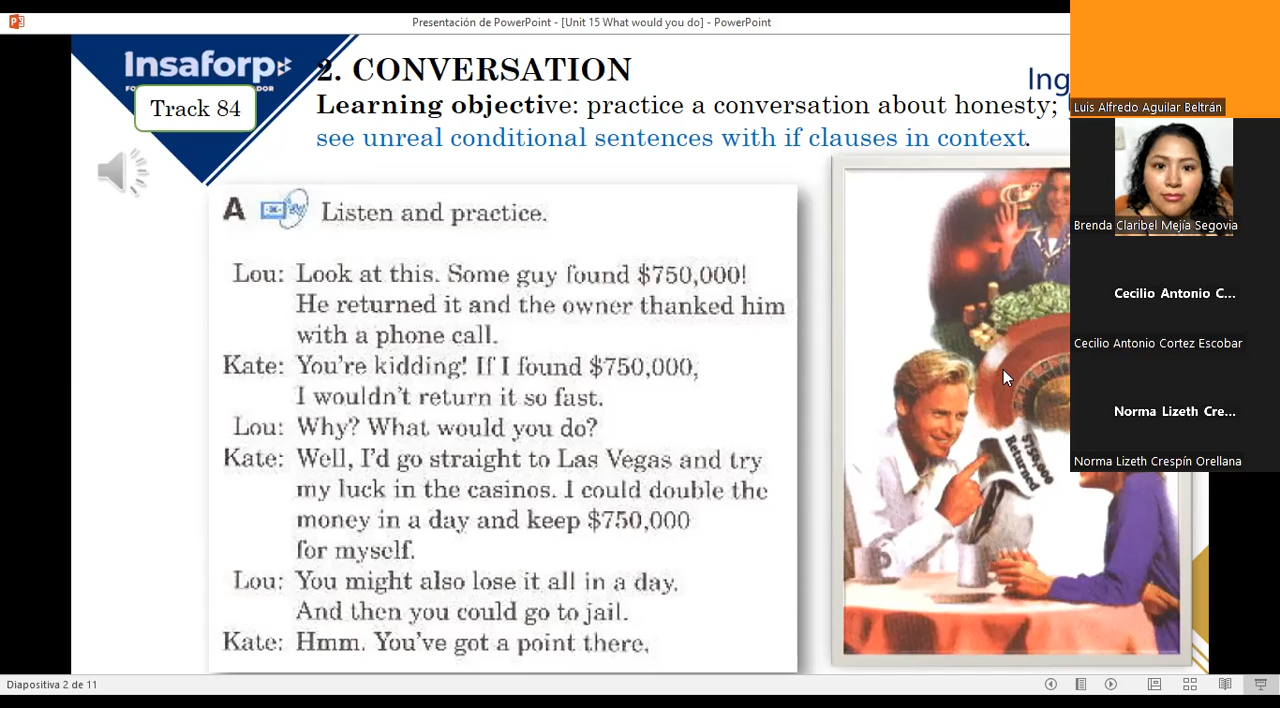 Presentación de PowerPoint - [Unit 15 What would you do] - PowerPoint
Insaforp
Track 84
2. CONVERSATION
Learning objective: practice a conversation about honesty;
see unreal conditional sentences with if clauses in context.
Ing
A Listen and practice.
Lou: Look at this. Some guy found $750,000!
He returned it and the owner thanked him
with a phone call.
Kate: You're kidding! If I found $750,000,
I wouldn't return it so fast.
Lou: Why? What would you do?
Kate: Well, I'd go straight to Las Vegas and try
my luck in the casinos. I could double the
money in a day and keep $750,000
for myself.
Lou: You might also lose it all in a day.
And then you could go to jail.
Kate: Hmm. You've got a point there.
$750,000
Returned
Luis Alfredo Aguilar Beltrán
Brenda Claribel Mejía Segovia
Cecilio Antonio C...
Cecilio Antonio Cortez Escobar
Norma Lizeth Cre...
Norma Lizeth Crespín Orellana
Diapositiva 2 de 11